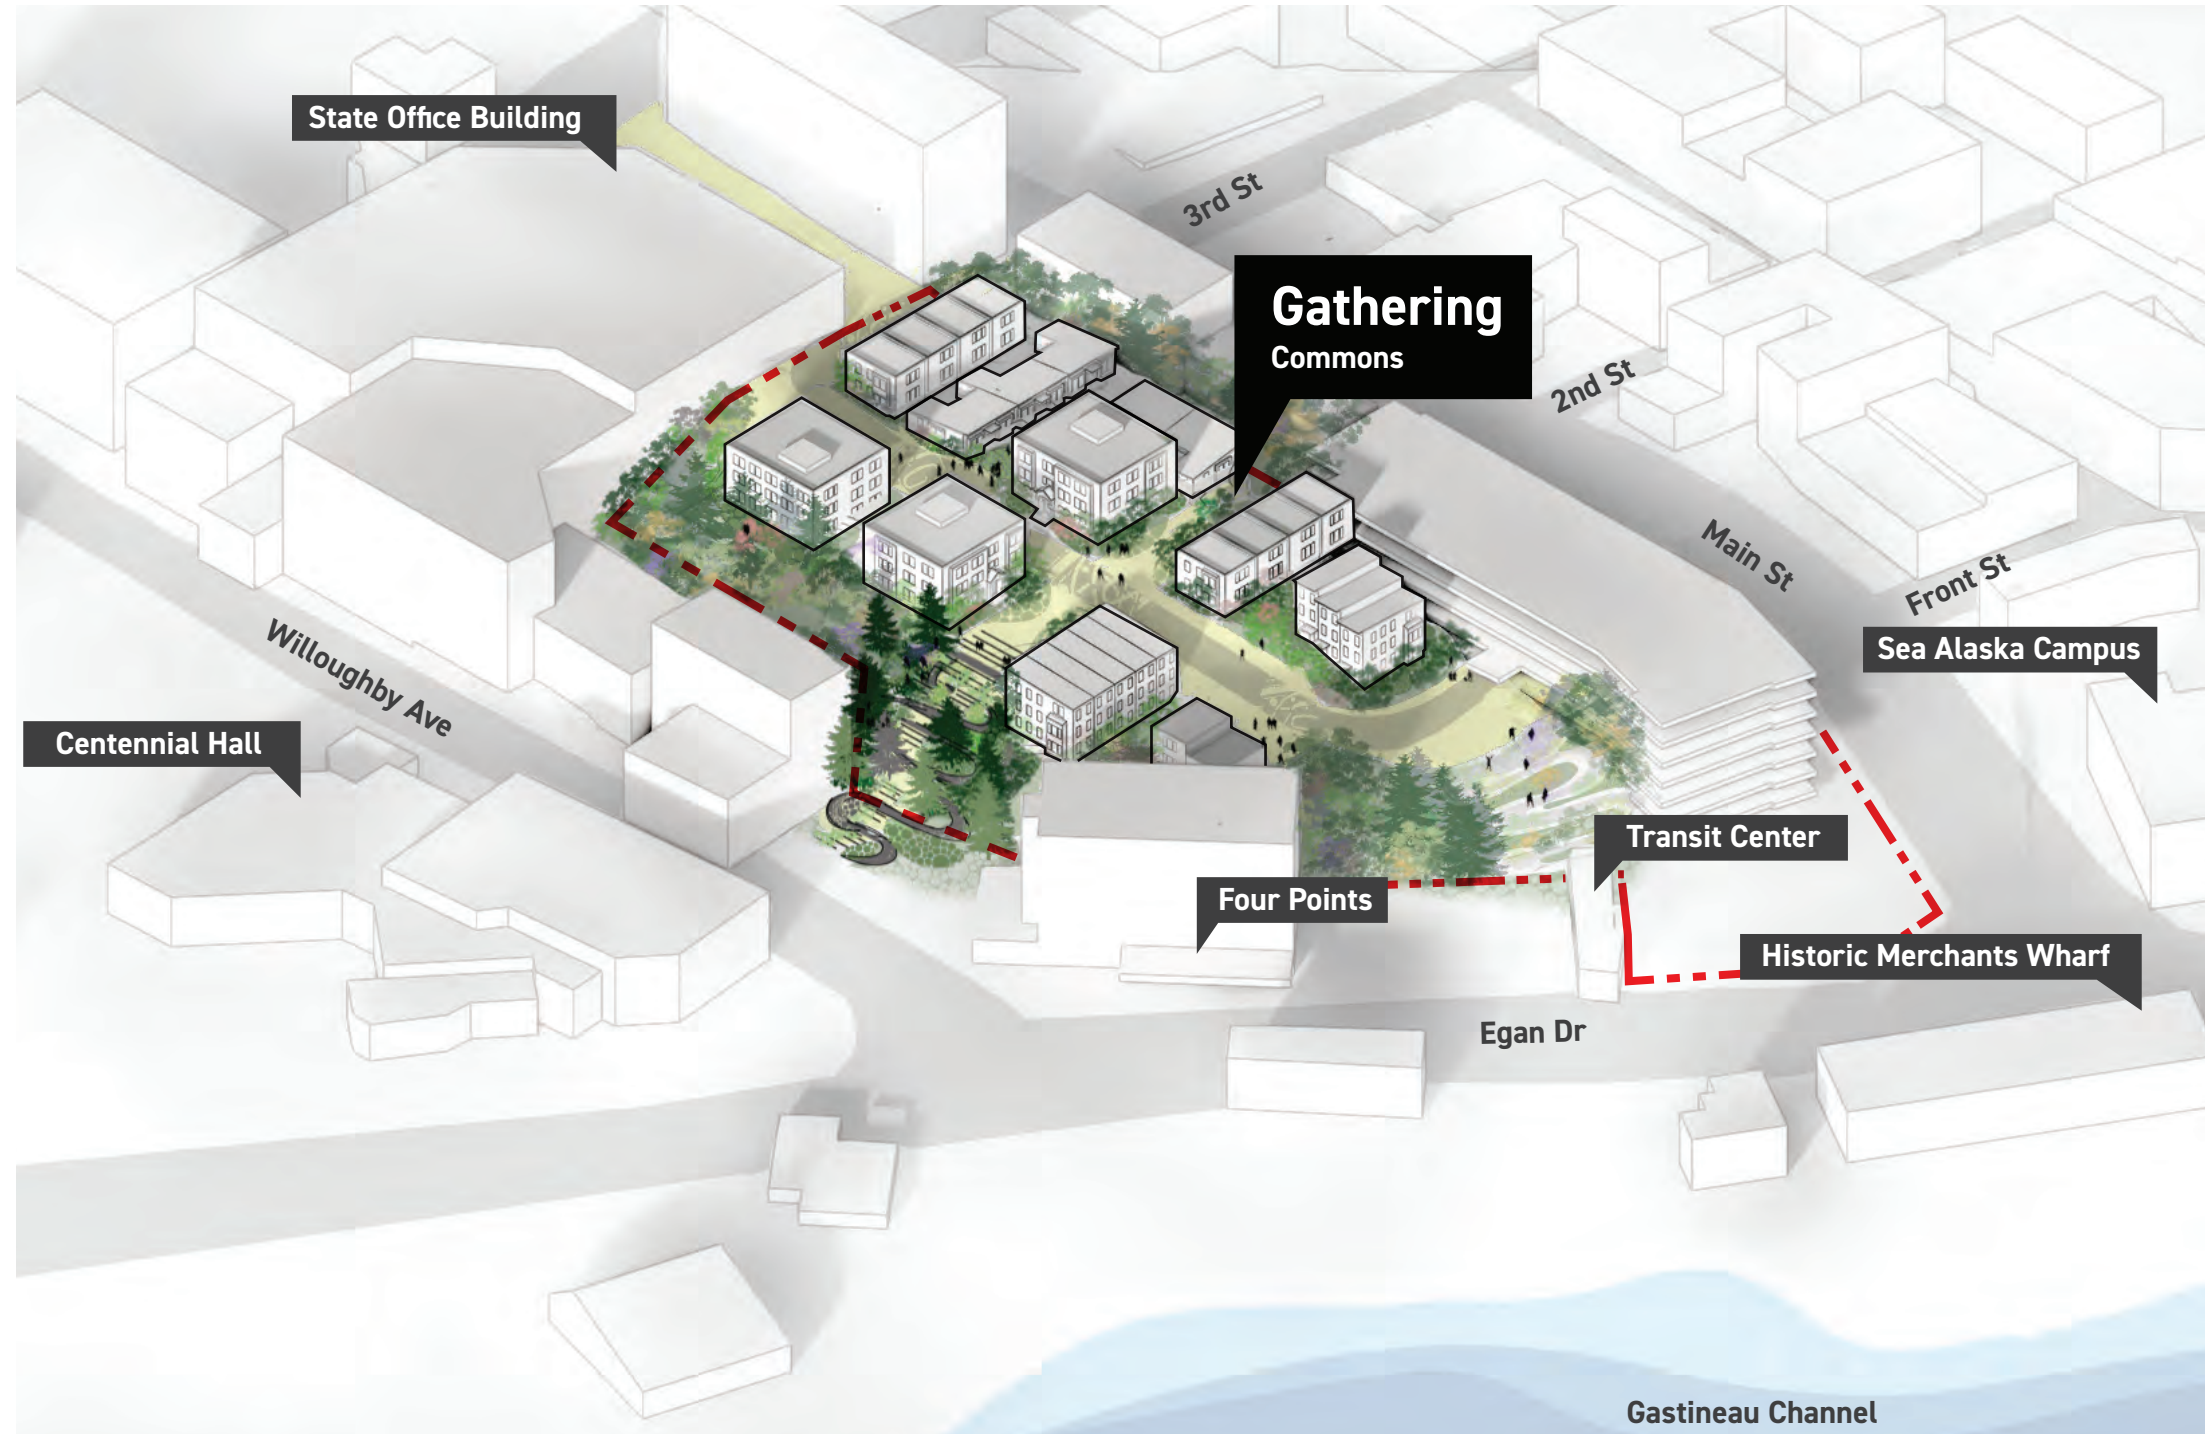 State Office Building
3rd St
Gathering
Commons
2nd St
Main St
Front St
Willoughby Ave
Sea Alaska Campus
Centennial Hall
Transit Center
Four Points
Historic Merchants Wharf
Egan Dr
Gastineau Channel